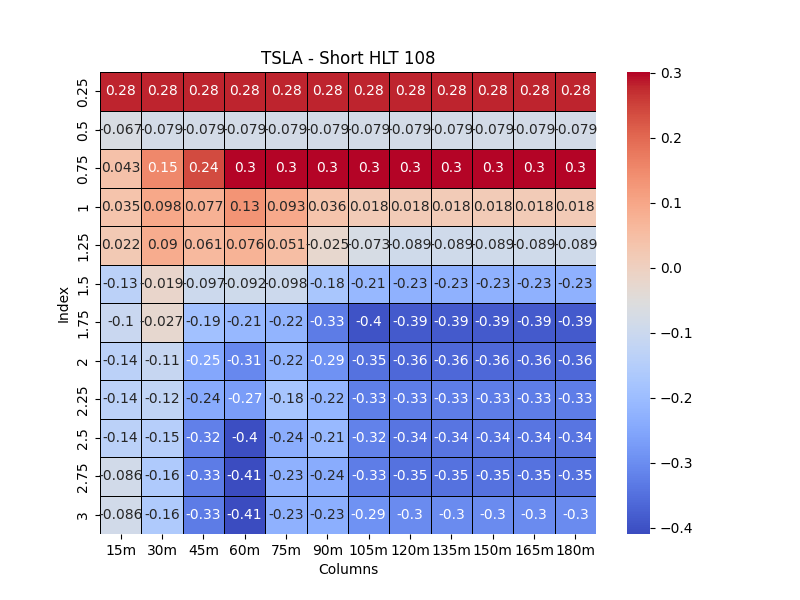 TSLA - Short HLT 108
0.25 0.28 0.28 0.28 0.28 0.28 0.28 0.28 0.28 0.28 0.28 0.28 0.28
0.5 -0.067 -0.079 -0.079 -0.079 -0.079 -0.079 -0.079 -0.079 -0.079 -0.079 -0.079 -0.079
0.75 0.043 0.15 0.24 0.3 0.3 0.3 0.3 0.3 0.3 0.3 0.3 0.3
1 0.035 0.098 0.077 0.13 0.093 0.036 0.018 0.018 0.018 0.018 0.018 0.018
1.25 0.022 0.09 0.061 0.076 0.051 -0.025 -0.073 -0.089 -0.089 -0.089 -0.089 -0.089
1.5 -0.13 -0.019 -0.097 -0.092 -0.098 -0.18 -0.21 -0.23 -0.23 -0.23 -0.23 -0.23
1.75 -0.1 -0.027 -0.19 -0.21 -0.22 -0.33 -0.4 -0.39 -0.39 -0.39 -0.39 -0.39
2 -0.14 -0.11 -0.25 -0.31 -0.22 -0.29 -0.35 -0.36 -0.36 -0.36 -0.36 -0.36
2.25 -0.14 -0.12 -0.24 -0.27 -0.18 -0.22 -0.33 -0.33 -0.33 -0.33 -0.33 -0.33
2.5 -0.14 -0.15 -0.32 -0.4 -0.24 -0.21 -0.32 -0.34 -0.34 -0.34 -0.34 -0.34
2.75 -0.086 -0.16 -0.33 -0.41 -0.23 -0.24 -0.33 -0.35 -0.35 -0.35 -0.35 -0.35
3 -0.086 -0.16 -0.33 -0.41 -0.23 -0.23 -0.29 -0.3 -0.3 -0.3 -0.3 -0.3
15m 30m 45m 60m 75m 90m 105m 120m 135m 150m 165m 180m
Columns
Index
0.3
0.2
0.1
0.0
−0.1
−0.2
−0.3
−0.4